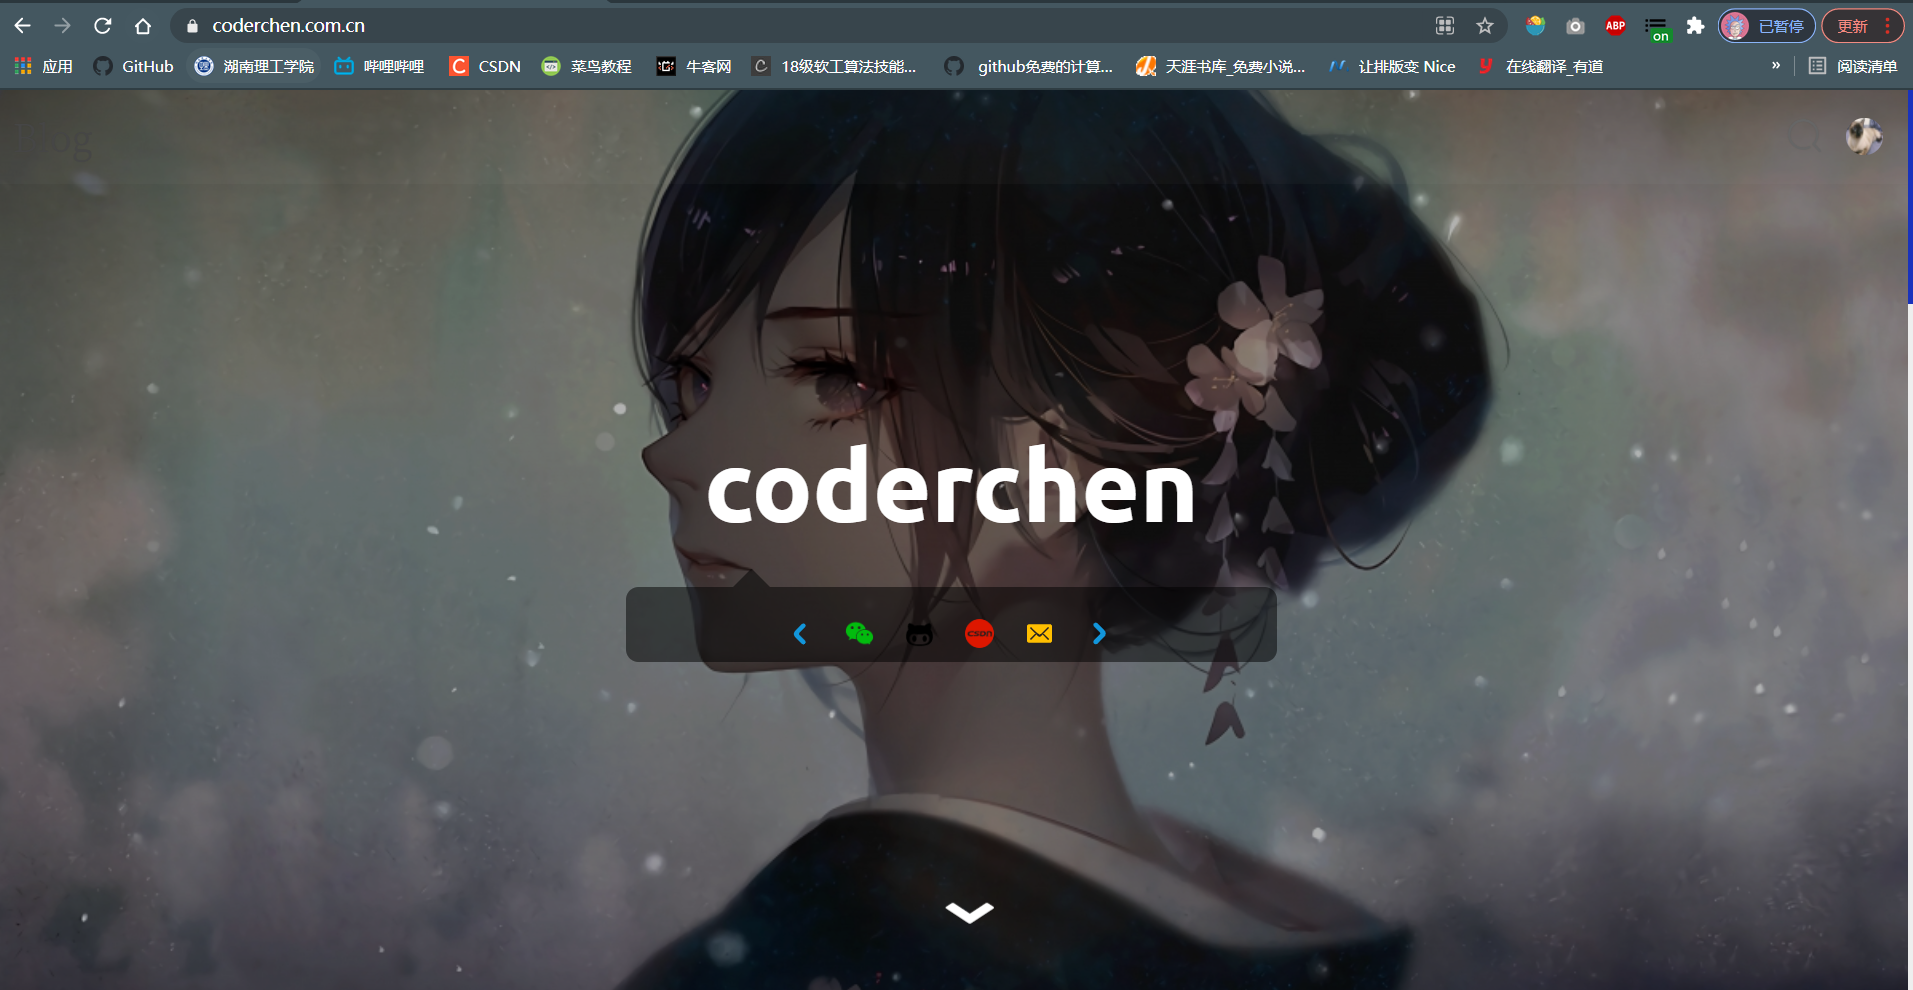 coderchen.com.cn
ABP
on
已暂停
更新
应用
GitHub
湖南理工学院
哔哩哔哩
CSDN
菜鸟教程
牛客网
18级软工算法技能...
github免费的计算...
天涯书库_免费小说...
让排版变 Nice
在线翻译_有道
»
阅读清单
coderchen
CSDN